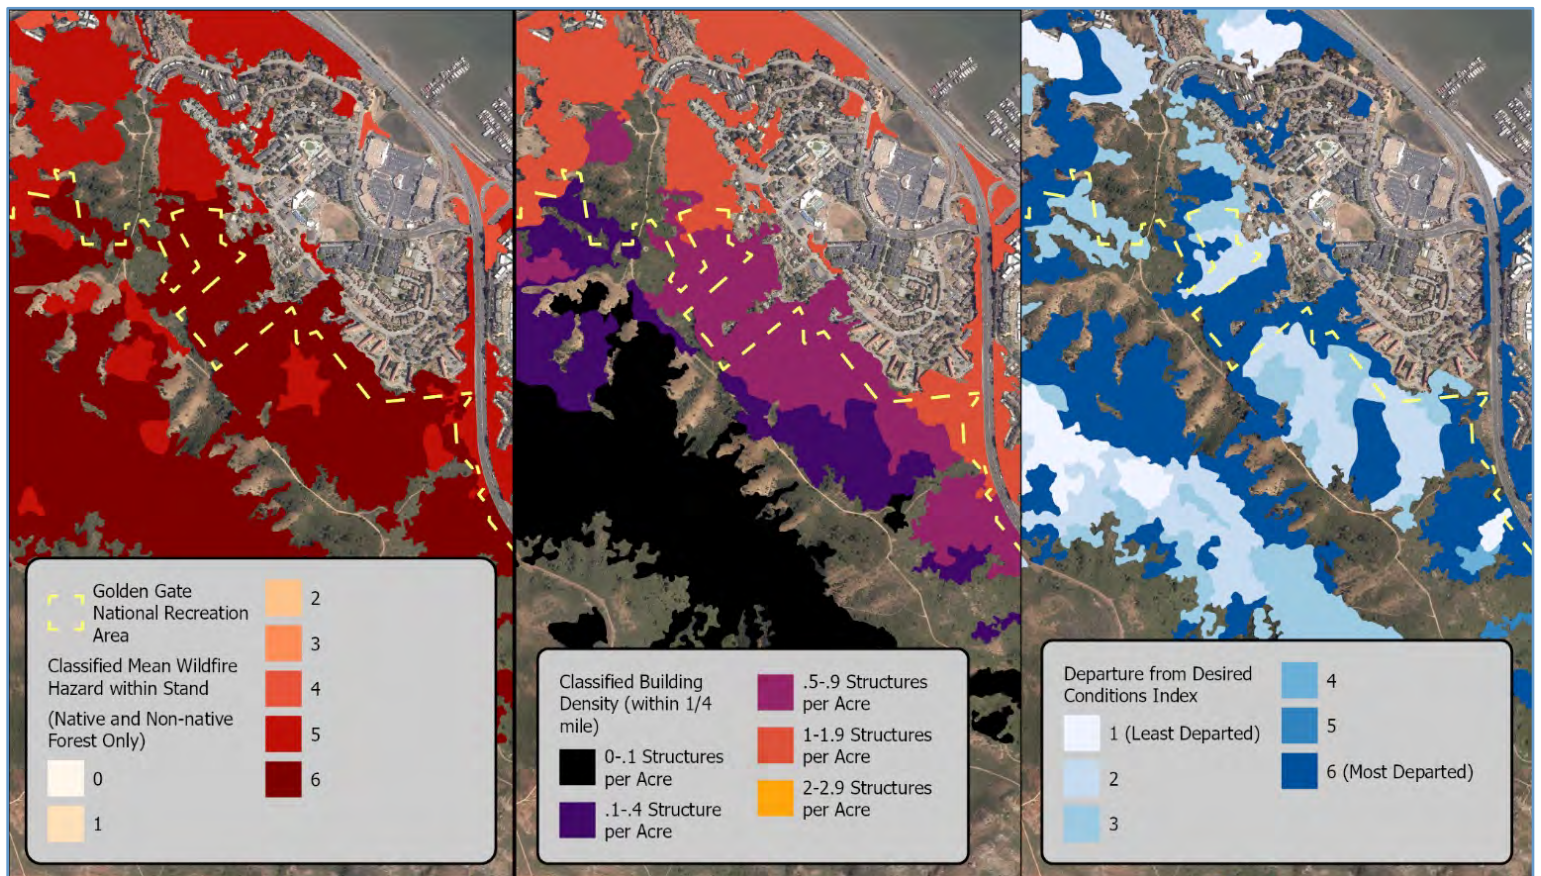 Golden Gate
National Recreation
Area
Classified Mean Wildfire
Hazard within Stand
(Native and Non-native
Forest Only)
0
1
2
3
4
5
6
Classified Building
Density (within 1/4
mile)
0-.1 Structures
per Acre
.1-.4 Structure
per Acre
.5-.9 Structures
per Acre
1-1.9 Structures
per Acre
2-2.9 Structures
per Acre
Departure from Desired
Conditions Index
1 (Least Departed)
2
3
4
5
6 (Most Departed)